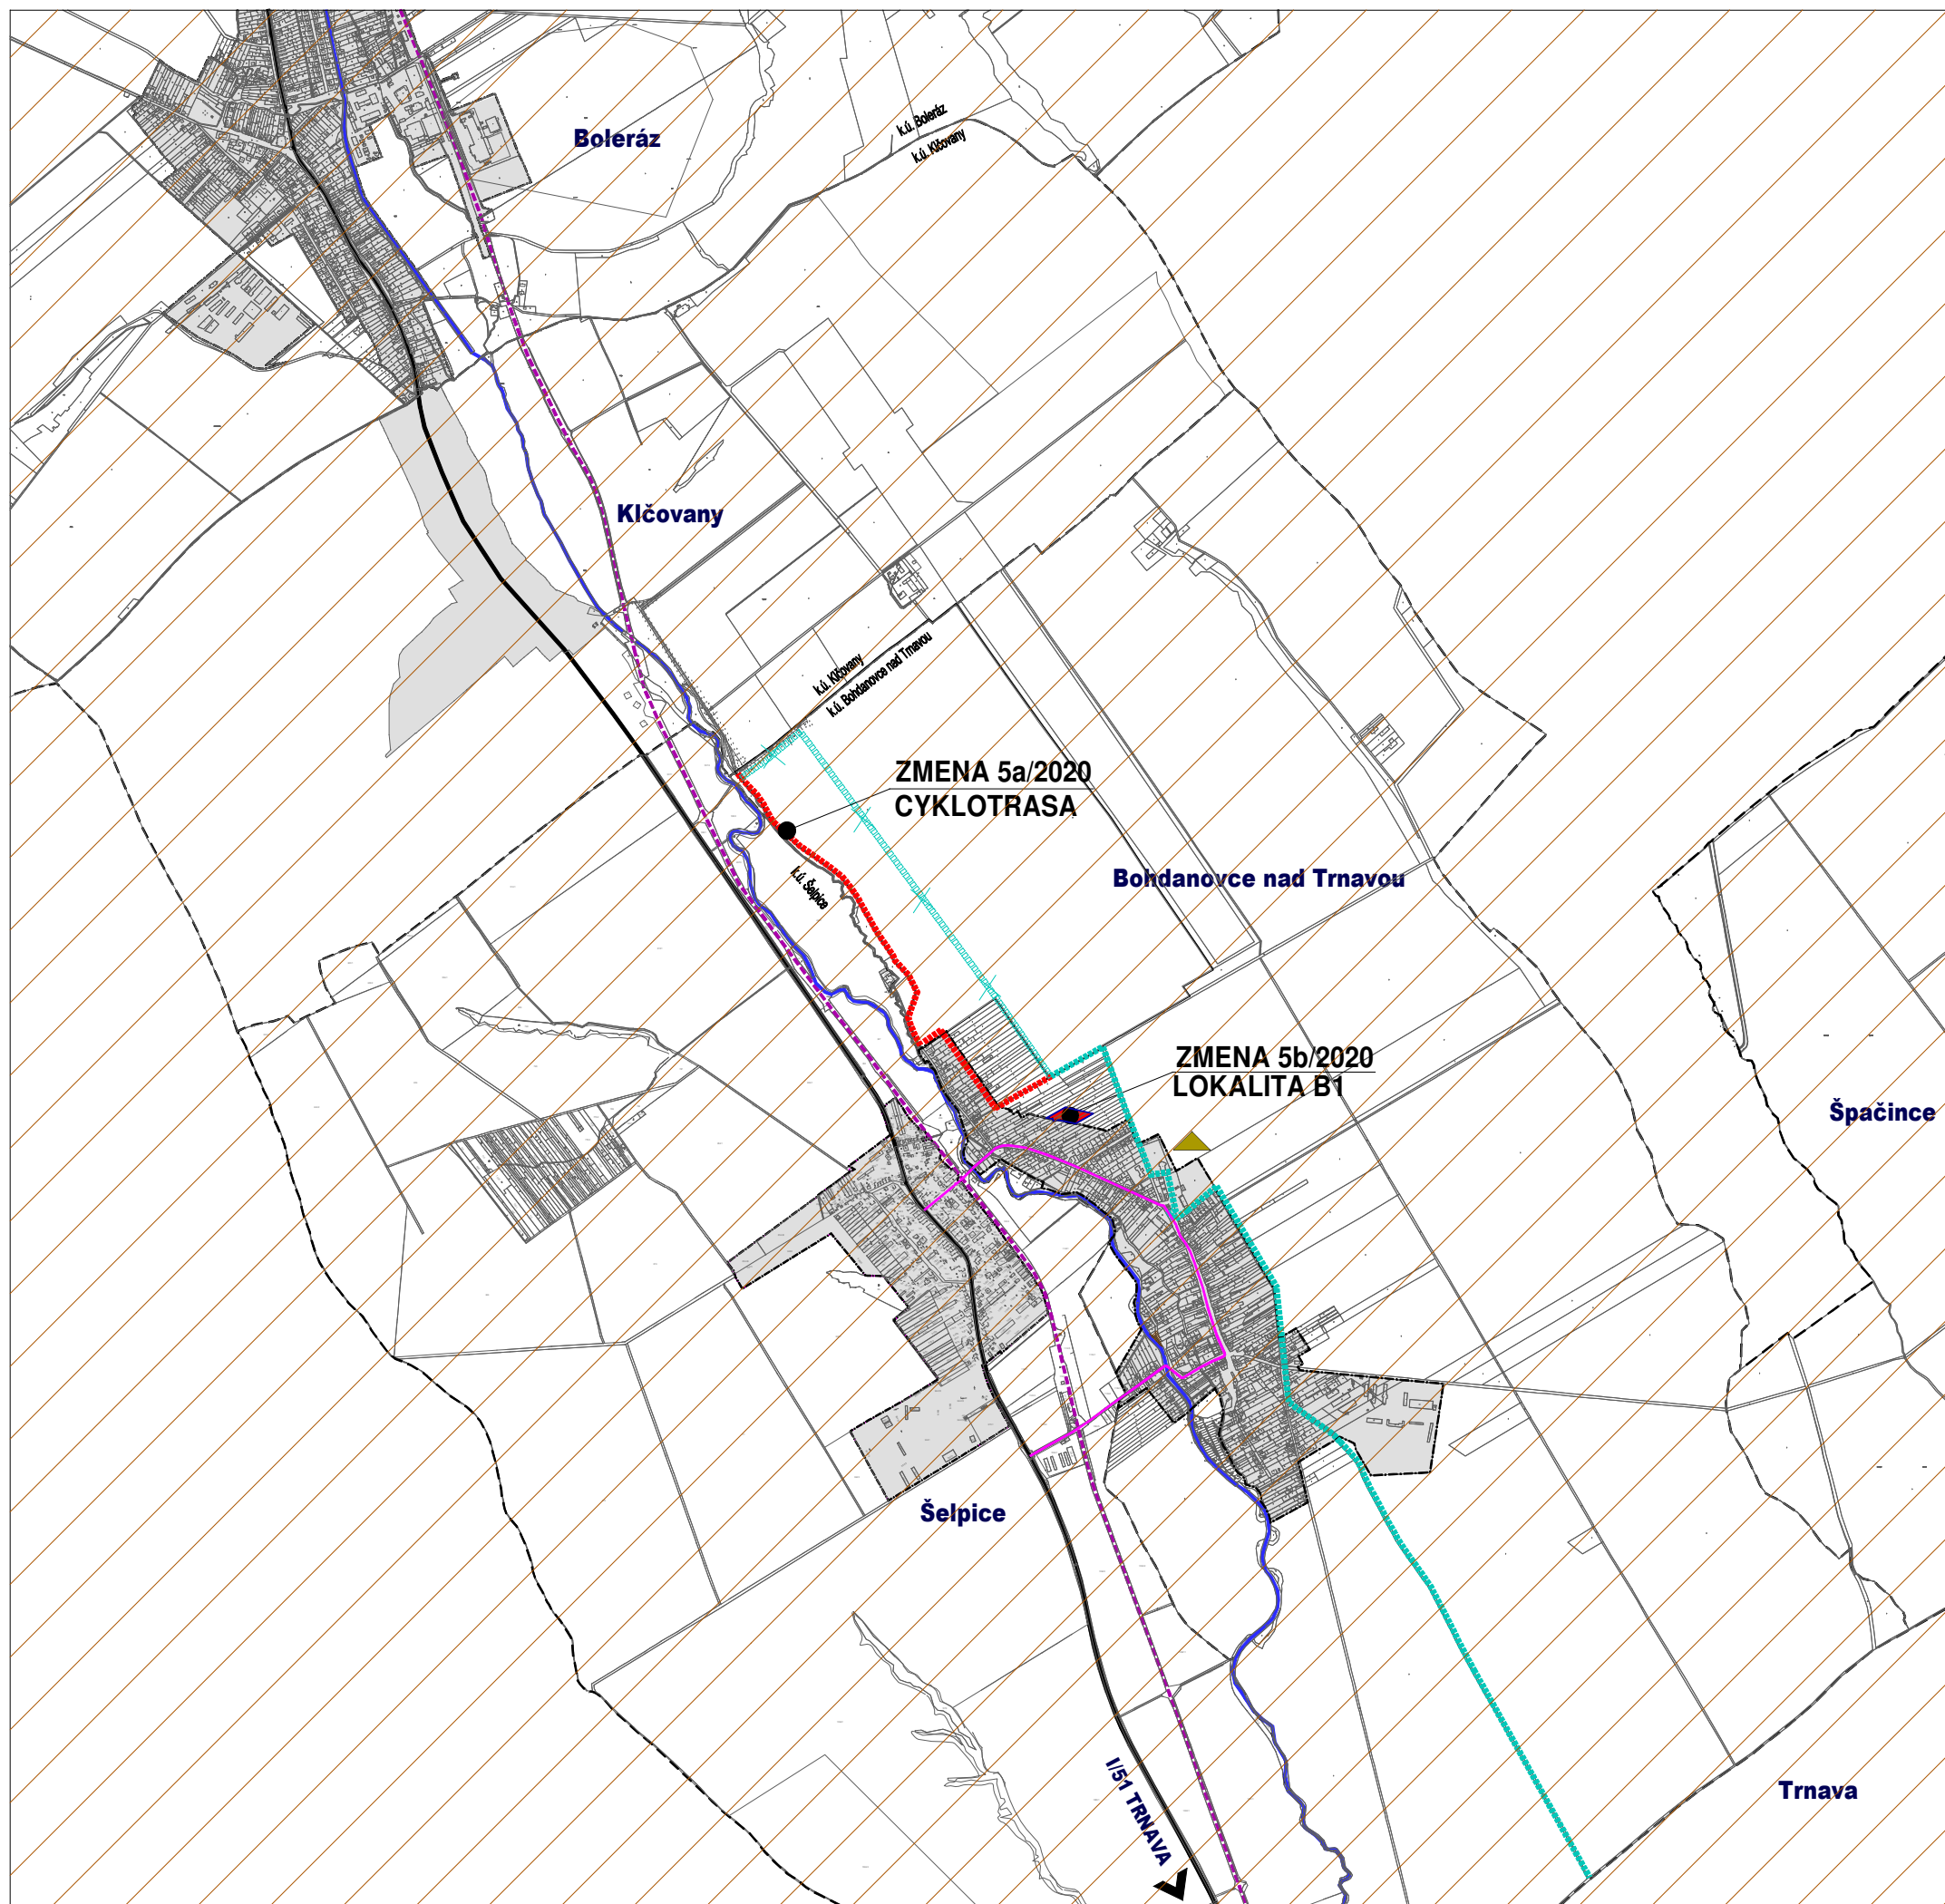 Boleráz
k.ú. Boleráz
k.ú. Klčovany
Klčovany
k.ú. Klčovany
k.ú. Bohdanovce nad Trnavou
ZMENA 5a/2020
CYKLOTRASA
k.ú. Šelpice
Bohdanovce nad Trnavou
ZMENA 5b/2020
LOKALITA B1
Špačince
Šelpice
I/51 TRNAVA
Trnava